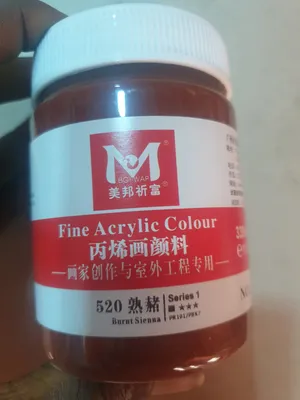 美邦祈富
Fine Acrylic Colour
丙烯画颜料
画家创作与室外工程专用
520 熟赭 Series 1
Burnt Sienna ■ ★★★